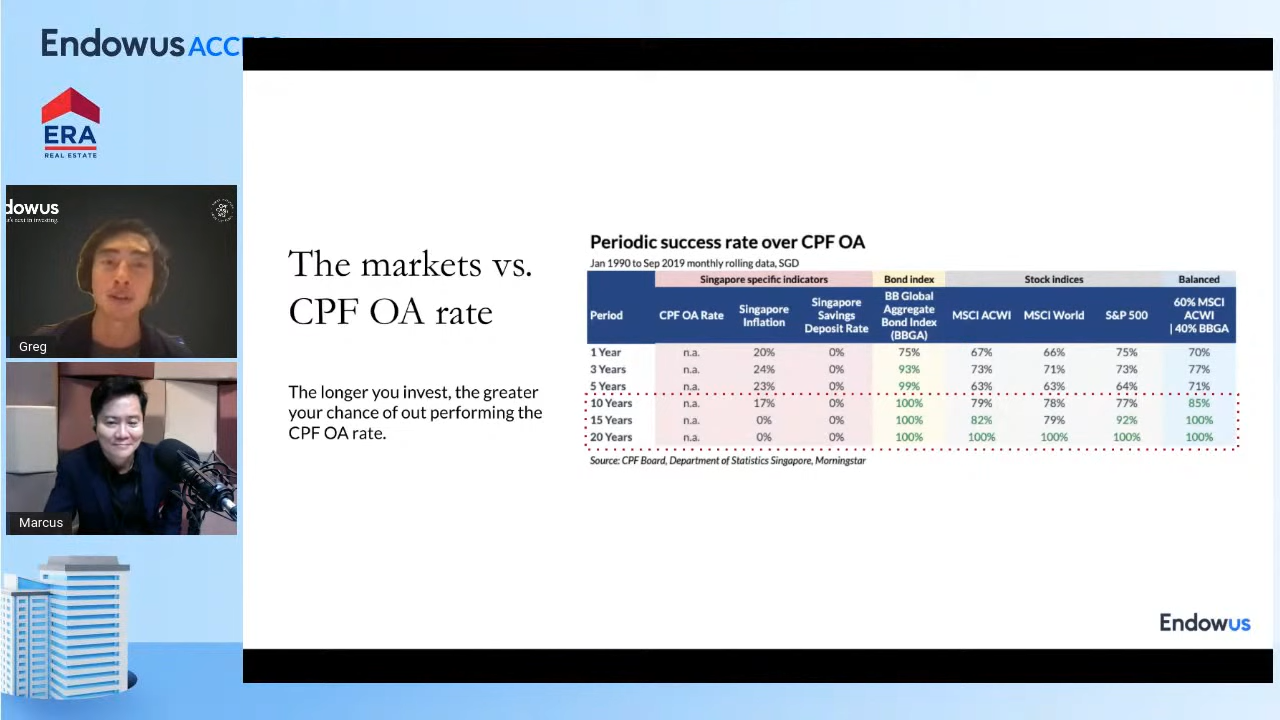 Endowus ACCE
ERA
REAL ESTATE
dowus
's next in investing.
Greg
Marcus
The markets vs.
CPF OA rate
The longer you invest, the greater
your chance of out performing the
CPF OA rate.
Periodic success rate over CPF OA
Jan 1990 to Sep 2019 monthly rolling data, SGD
Singapore specific indicators Bond index Stock indices Balanced
Period CPF OA Rate Singapore Inflation Singapore Savings Deposit Rate BB Global Aggregate Bond Index (BBGA) MSCI ACWI MSCI World S&P 500 60% MSCI ACWI | 40% BBGA
1 Year n.a. 20% 0% 75% 67% 66% 75% 70%
3 Years n.a. 24% 0% 93% 73% 71% 73% 77%
5 Years n.a. 23% 0% 99% 63% 63% 64% 71%
10 Years n.a. 17% 0% 100% 79% 78% 77% 85%
15 Years n.a. 0% 0% 100% 82% 79% 92% 100%
20 Years n.a. 0% 0% 100% 100% 100% 100% 100%
Source: CPF Board, Department of Statistics Singapore, Morningstar
Endowus